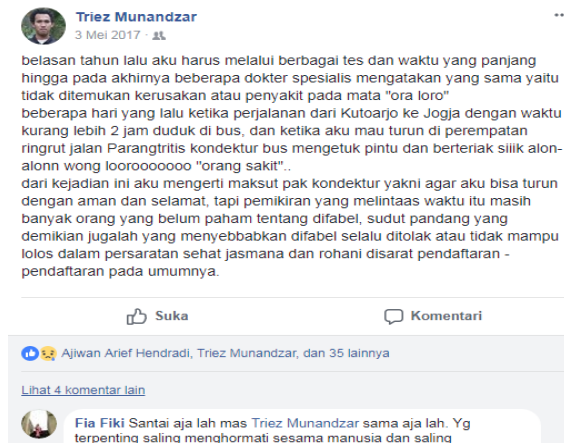 Triez Munandzar
3 Mei 2017
belasan tahun lalu aku harus melalui berbagai tes dan waktu yang panjang
hingga pada akhirnya beberapa dokter spesialis mengatakan yang sama yaitu
tidak ditemukan kerusakan atau penyakit pada mata "ora loro"
beberapa hari yang lalu ketika perjalanan dari Kutoarjo ke Jogja dengan waktu
kurang lebih 2 jam duduk di bus, dan ketika aku mau turun di perempatan
ringrut jalan Parangtritis kondektur bus mengetuk pintu dan berteriak siiik alon-
alonn wong looroooooo "orang sakit"..
dari kejadian ini aku mengerti maksut pak kondektur yakni agar aku bisa turun
dengan aman dan selamat, tapi pemikiran yang melintaas waktu itu masih
banyak orang yang belum paham tentang difabel, sudut pandang yang
demikian jugalah yang menyebbabkan difabel selalu ditolak atau tidak mampu
lolos dalam persaratan sehat jasmana dan rohani disarat pendaftaran -
pendaftaran pada umumnya.
Suka
Komentari
Ajiwan Arief Hendradi, Triez Munandzar, dan 35 lainnya
Lihat 4 komentar lain
Fia Fiki Santai aja lah mas Triez Munandzar sama aja lah. Yg
terpenting saling menghormati sesama manusia dan saling